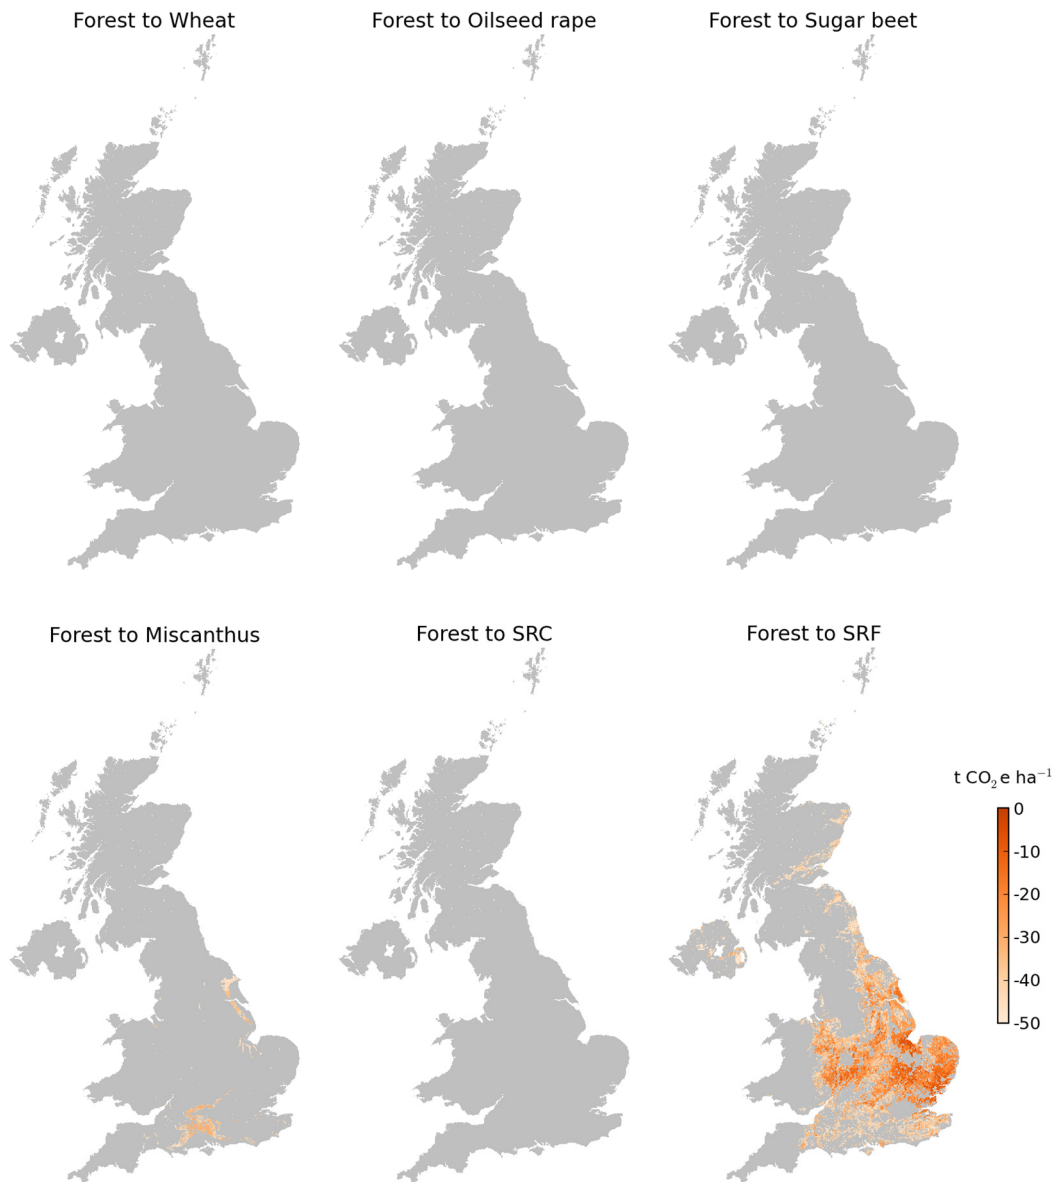 Forest to Wheat
Forest to Oilseed rape
Forest to Sugar beet
Forest to Miscanthus
Forest to SRC
Forest to SRF
t CO₂e ha⁻¹
0
-10
-20
-30
-40
-50